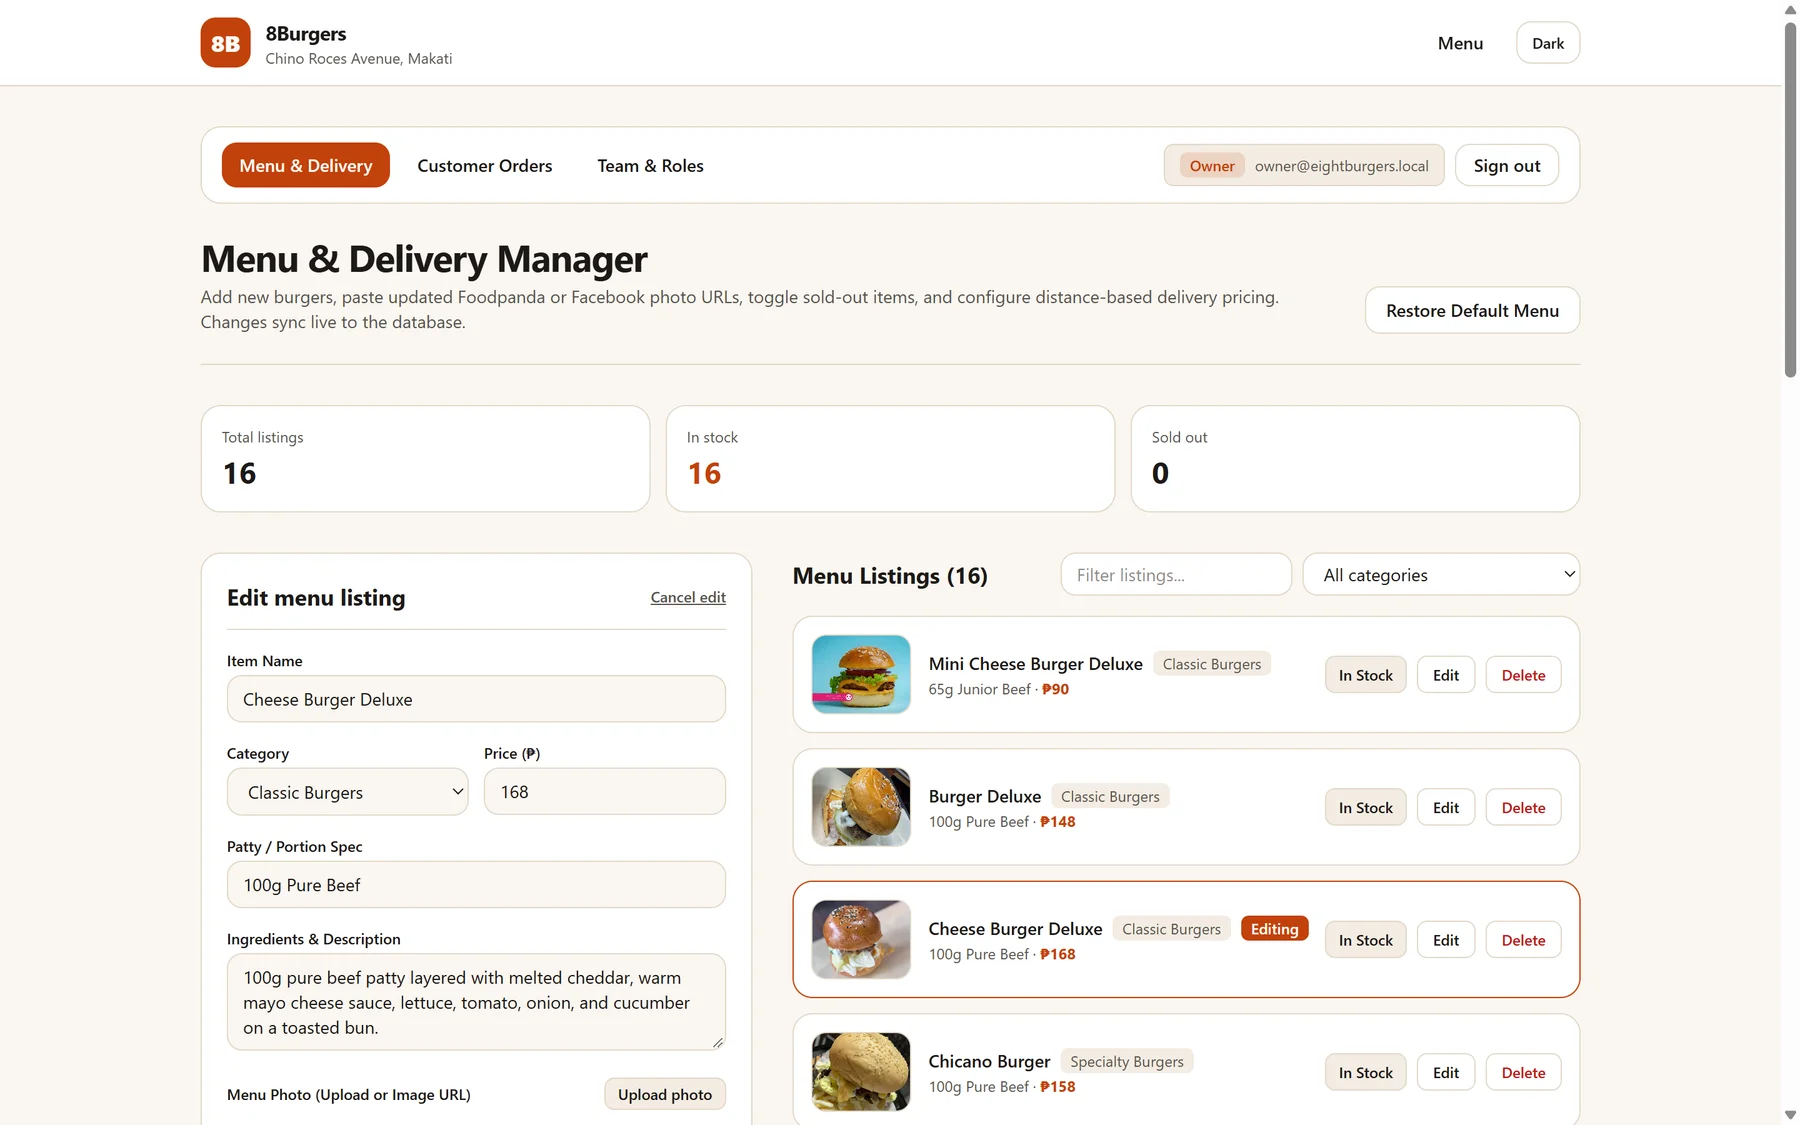 8B
8Burgers
Chino Roces Avenue, Makati
Menu
Dark
Menu & Delivery
Customer Orders
Team & Roles
Owner
owner@eightburgers.local
Sign out
Menu & Delivery Manager
Add new burgers, paste updated Foodpanda or Facebook photo URLs, toggle sold-out items, and configure distance-based delivery pricing.
Changes sync live to the database.
Restore Default Menu
Total listings
16
In stock
16
Sold out
0
Edit menu listing
Cancel edit
Item Name
Cheese Burger Deluxe
Category
Price (₱)
Classic Burgers
168
Patty / Portion Spec
100g Pure Beef
Ingredients & Description
100g pure beef patty layered with melted cheddar, warm
mayo cheese sauce, lettuce, tomato, onion, and cucumber
on a toasted bun.
Menu Photo (Upload or Image URL)
Upload photo
Menu Listings (16)
Filter listings...
All categories
Mini Cheese Burger Deluxe
Classic Burgers
65g Junior Beef · ₱90
In Stock
Edit
Delete
Burger Deluxe
Classic Burgers
100g Pure Beef · ₱148
In Stock
Edit
Delete
Cheese Burger Deluxe
Classic Burgers
Editing
100g Pure Beef · ₱168
In Stock
Edit
Delete
Chicano Burger
Specialty Burgers
100g Pure Beef · ₱158
In Stock
Edit
Delete